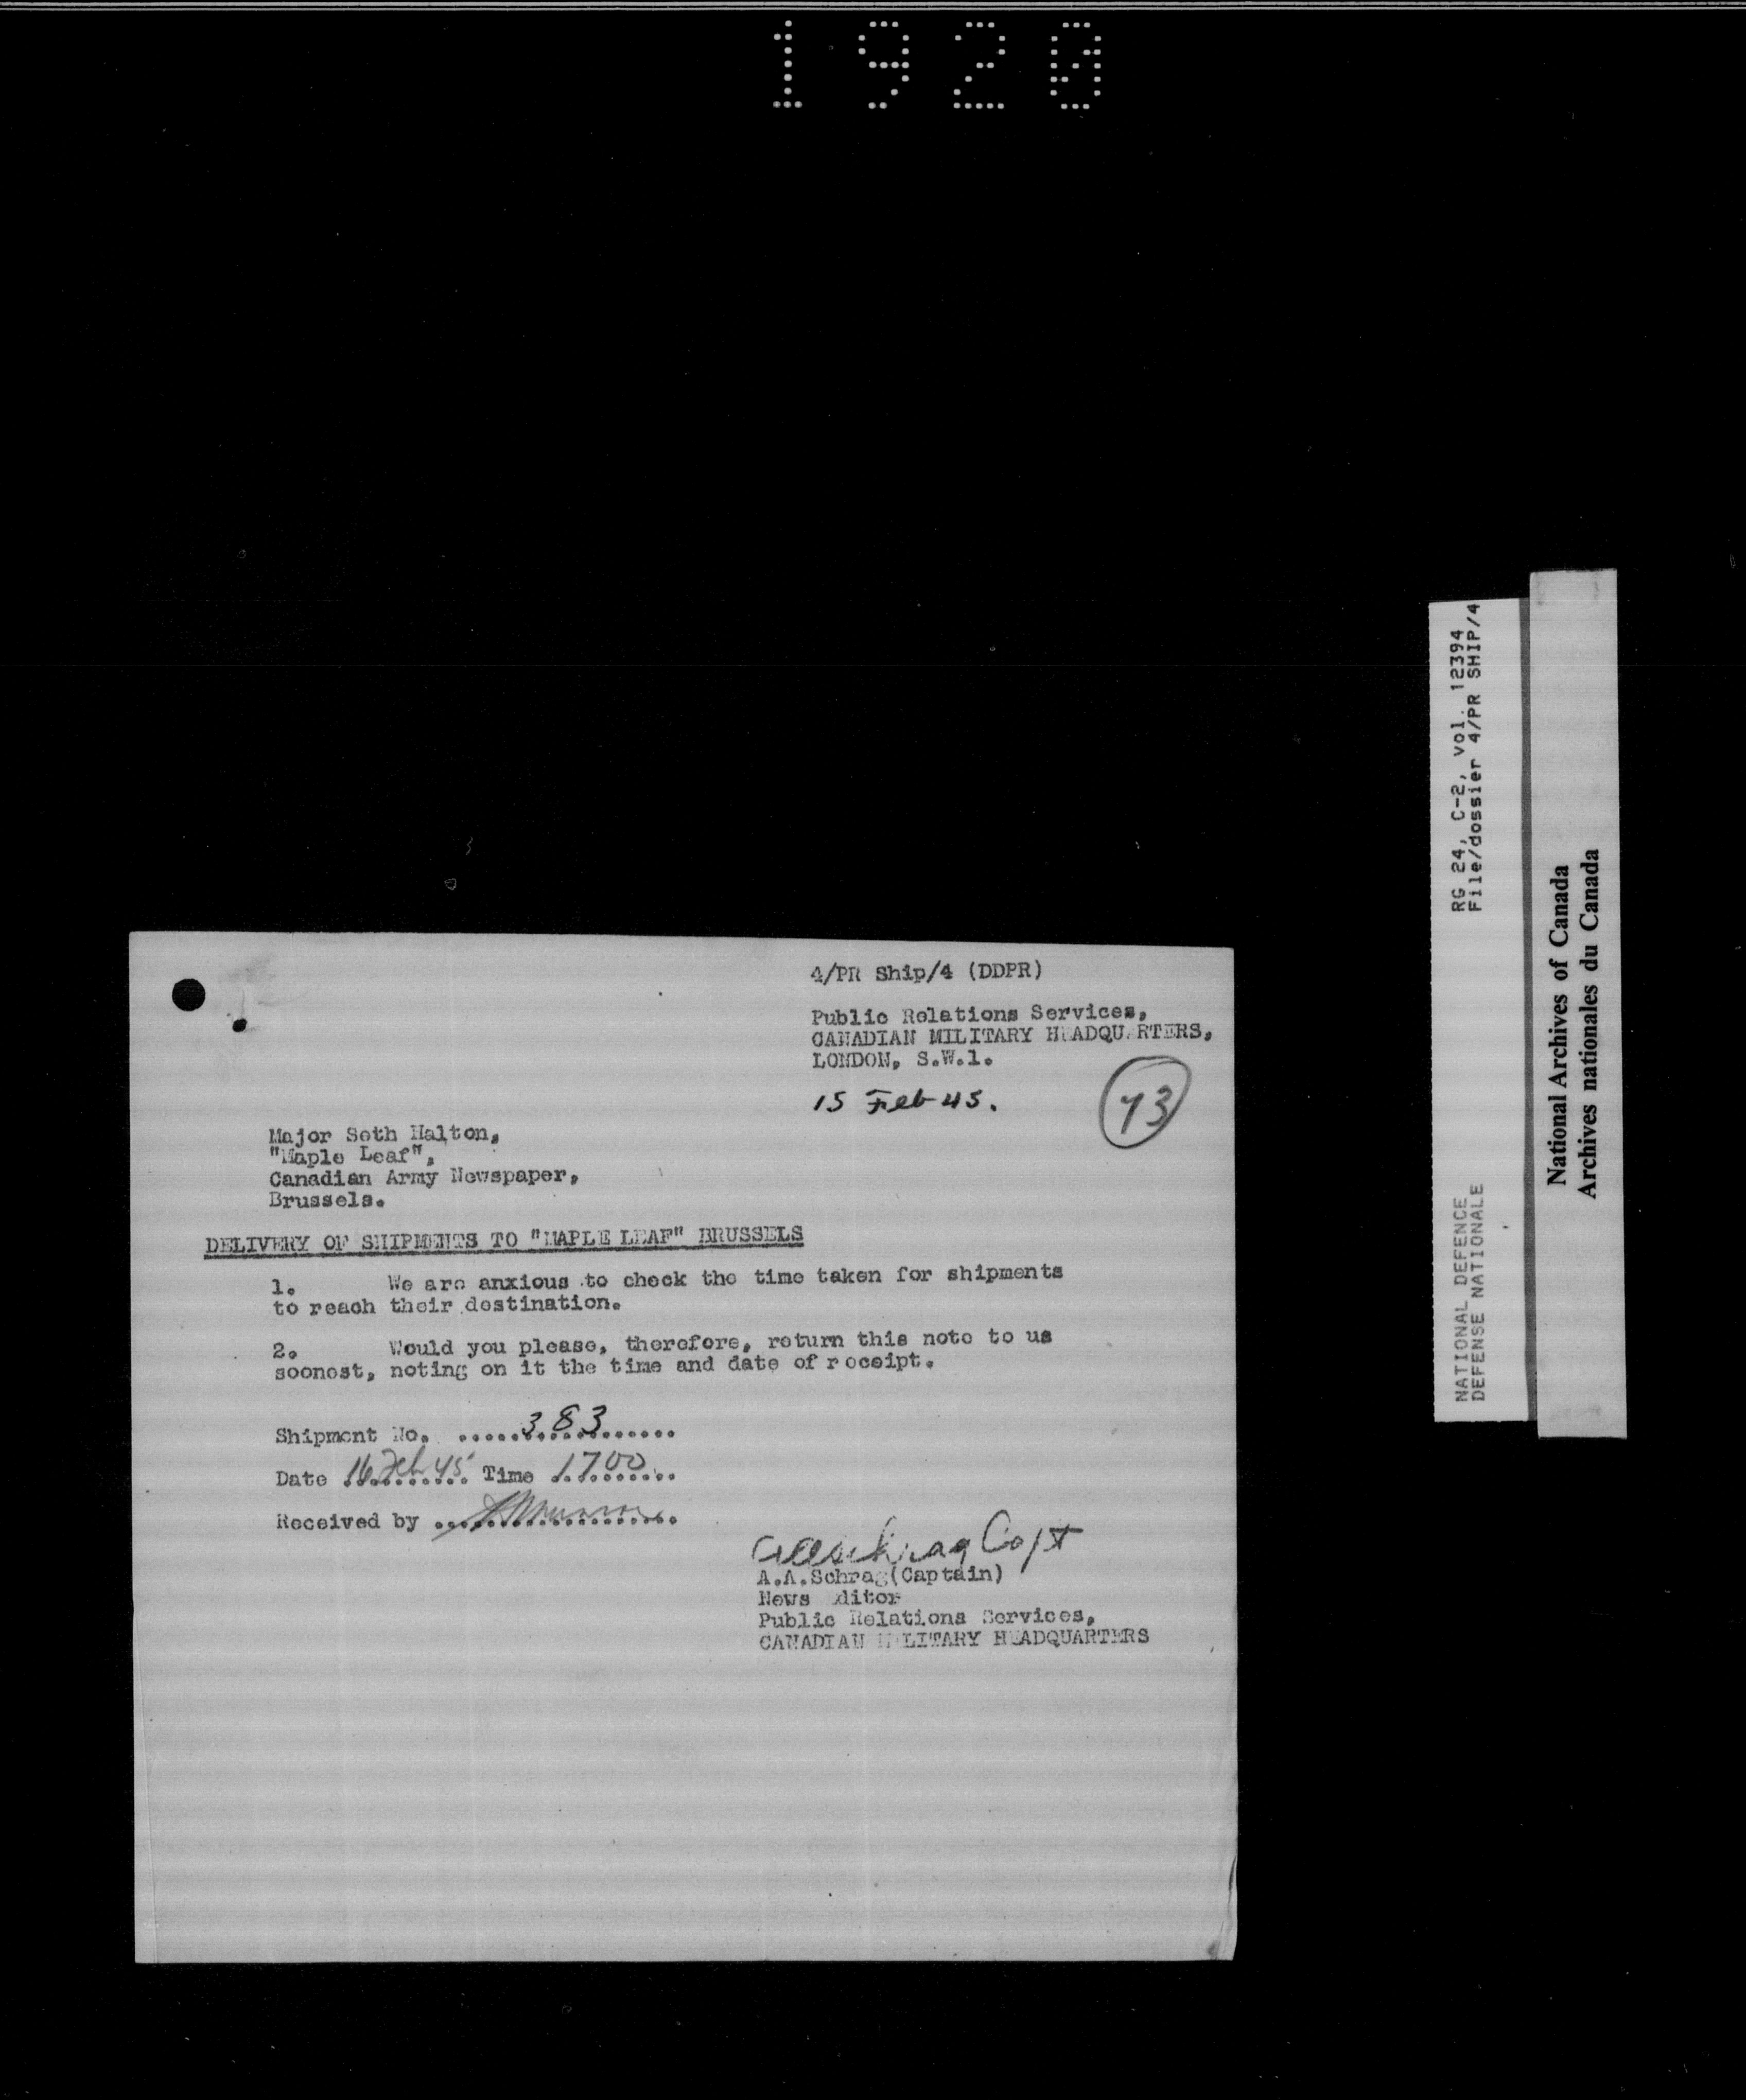 1920
4/PR Ship/4 (DDPR)
Public Relations Services,
CANADIAN MILITARY HEADQUARTERS,
LONDON, S.W.1.
15 Feb 45.
73
Major Seth Halton,
"Maple Leaf",
Canadian Army Newspaper,
Brussels.
DELIVERY OF SHIPMENTS TO "MAPLE LEAF" BRUSSELS
1. We are anxious to check the time taken for shipments
to reach their destination.
2. Would you please, therefore, return this note to us
soonest, noting on it the time and date of receipt.
Shipment No. 383
Date 16 Feb 45 Time 1700
Received by
AASchrag Capt
A.A.Schrag(Captain)
News Editor
Public Relations Services,
CANADIAN MILITARY HEADQUARTERS
RG 24, C-2, vol. 12394
File/dossier 4/PR SHIP/4
NATIONAL DEFENCE
DEFENSE NATIONALE
National Archives of Canada
Archives nationales du Canada